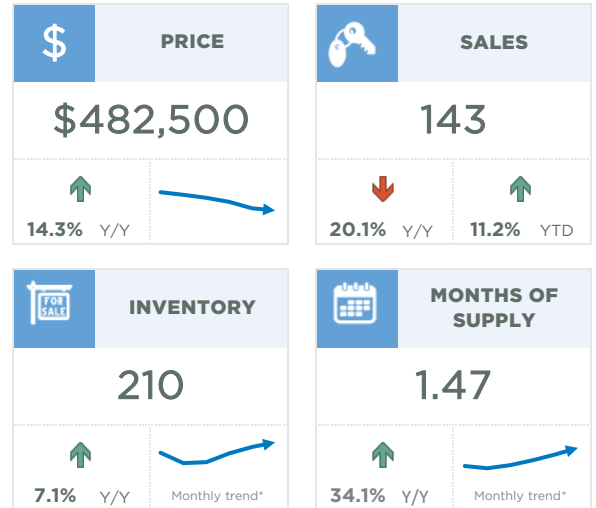 $
PRICE
$482,500
14.3% Y/Y
SALES
143
20.1% Y/Y
11.2% YTD
FOR
SALE
INVENTORY
210
7.1% Y/Y
Monthly trend*
MONTHS OF
SUPPLY
1.47
34.1% Y/Y
Monthly trend*